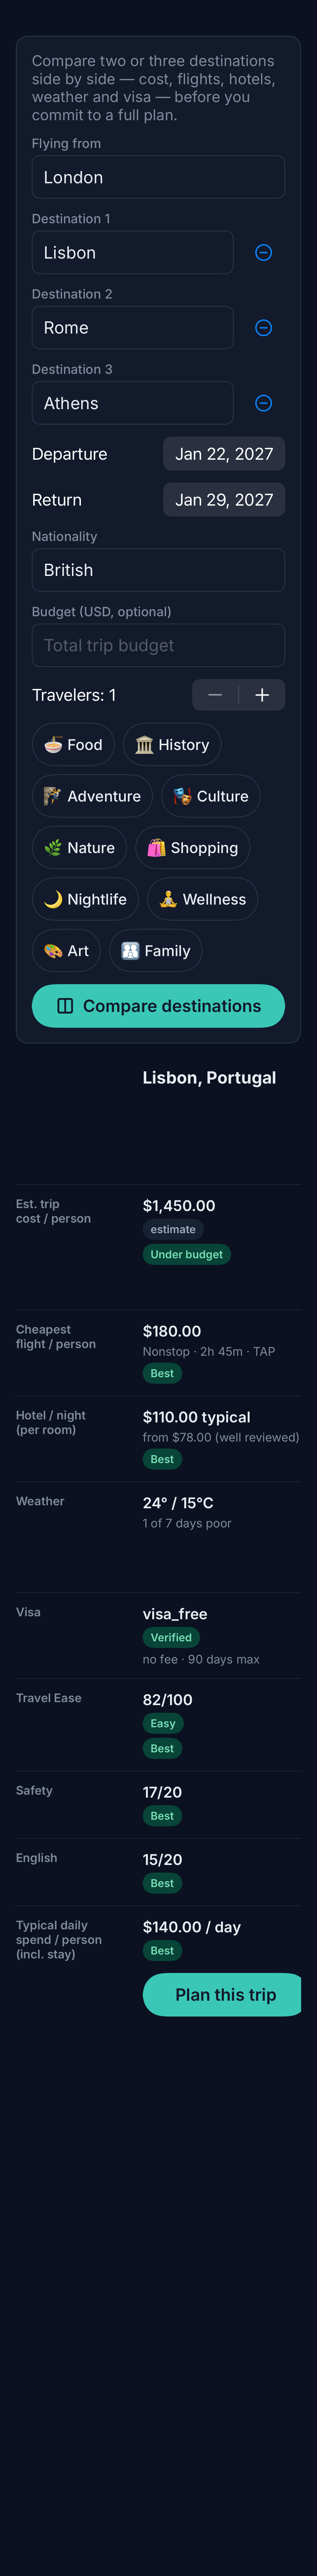 Compare two or three destinations
side by side — cost, flights, hotels,
weather and visa — before you
commit to a full plan.
Flying from
London
Destination 1
Lisbon
Destination 2
Rome
Destination 3
Athens
Departure
Jan 22, 2027
Return
Jan 29, 2027
Nationality
British
Budget (USD, optional)
Total trip budget
Travelers: 1
Food
History
Adventure
Culture
Nature
Shopping
Nightlife
Wellness
Art
Family
Compare destinations
Lisbon, Portugal
Est. trip
cost / person
$1,450.00
estimate
Under budget
Cheapest
flight / person
$180.00
Nonstop · 2h 45m · TAP
Best
Hotel / night
(per room)
$110.00 typical
from $78.00 (well reviewed)
Best
Weather
24° / 15°C
1 of 7 days poor
Visa
visa_free
Verified
no fee · 90 days max
Travel Ease
82/100
Easy
Best
Safety
17/20
Best
English
15/20
Best
Typical daily
spend / person
(incl. stay)
$140.00 / day
Best
Plan this trip